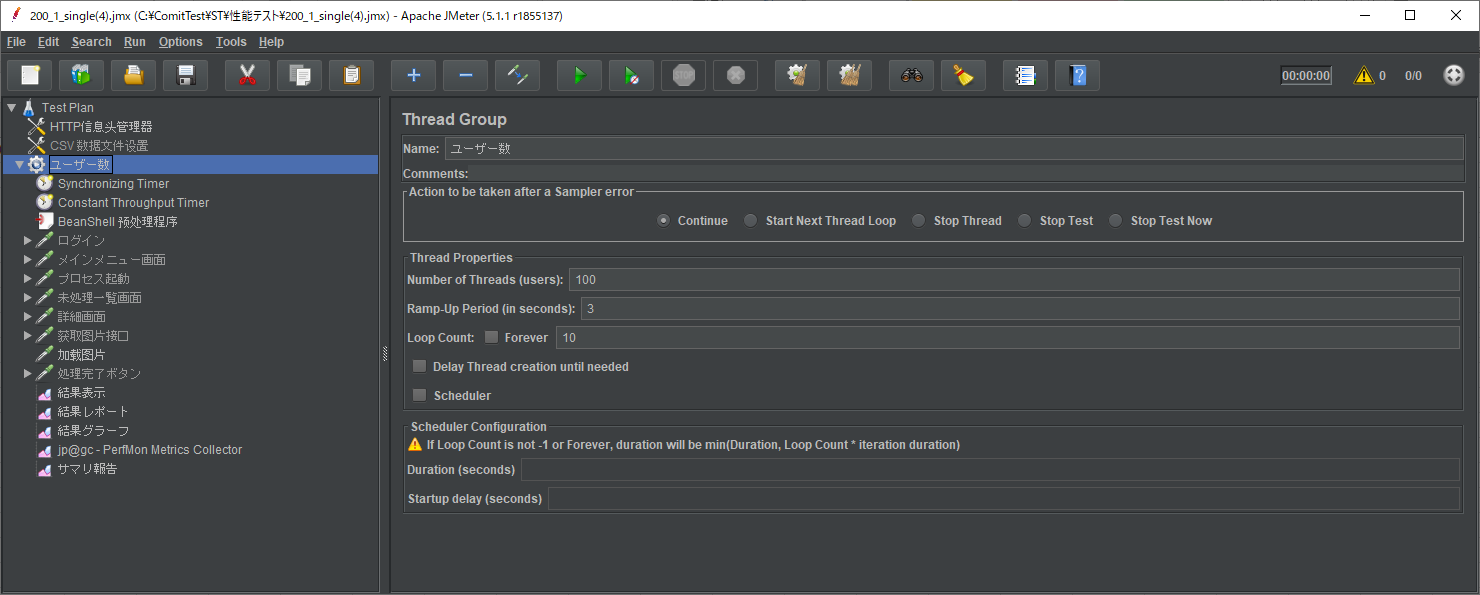 200_1_single(4).jmx (C:¥ComitTest¥ST¥性能テスト¥200_1_single(4).jmx) - Apache JMeter (5.1.1 r1855137)
File Edit Search Run Options Tools Help
STOP
00:00:00 0 0/0
Test Plan
HTTP信息头管理器
CSV 数据文件设置
ユーザー数
Synchronizing Timer
Constant Throughput Timer
BeanShell 预处理程序
ログイン
メインメニュー画面
プロセス起動
未処理一覧画面
詳細画面
获取图片接口
加载图片
処理完了ボタン
結果表示
結果レポート
結果グラーフ
jp@gc - PerfMon Metrics Collector
サマリ報告
Thread Group
Name: ユーザー数
Comments:
Action to be taken after a Sampler error
Continue Start Next Thread Loop Stop Thread Stop Test Stop Test Now
Thread Properties
Number of Threads (users): 100
Ramp-Up Period (in seconds): 3
Loop Count: Forever 10
Delay Thread creation until needed
Scheduler
Scheduler Configuration
If Loop Count is not -1 or Forever, duration will be min(Duration, Loop Count * iteration duration)
Duration (seconds)
Startup delay (seconds)